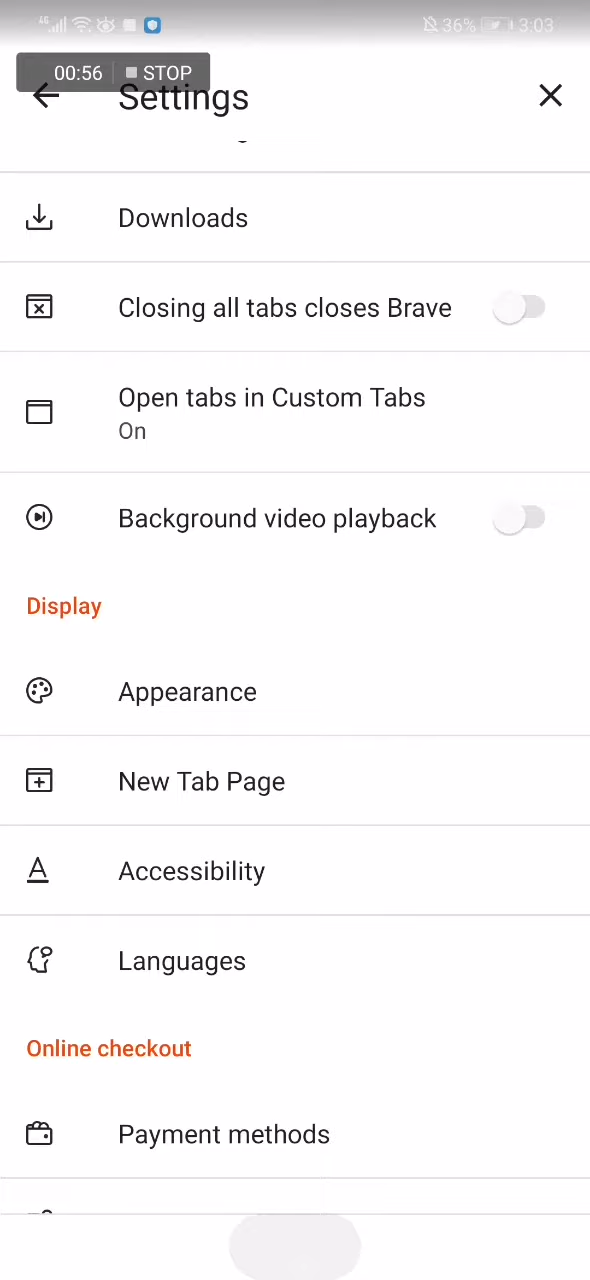 4G 36% 3:03
00:56 STOP
Settings
Downloads
Closing all tabs closes Brave
Open tabs in Custom Tabs
On
Background video playback
Display
Appearance
New Tab Page
Accessibility
Languages
Online checkout
Payment methods